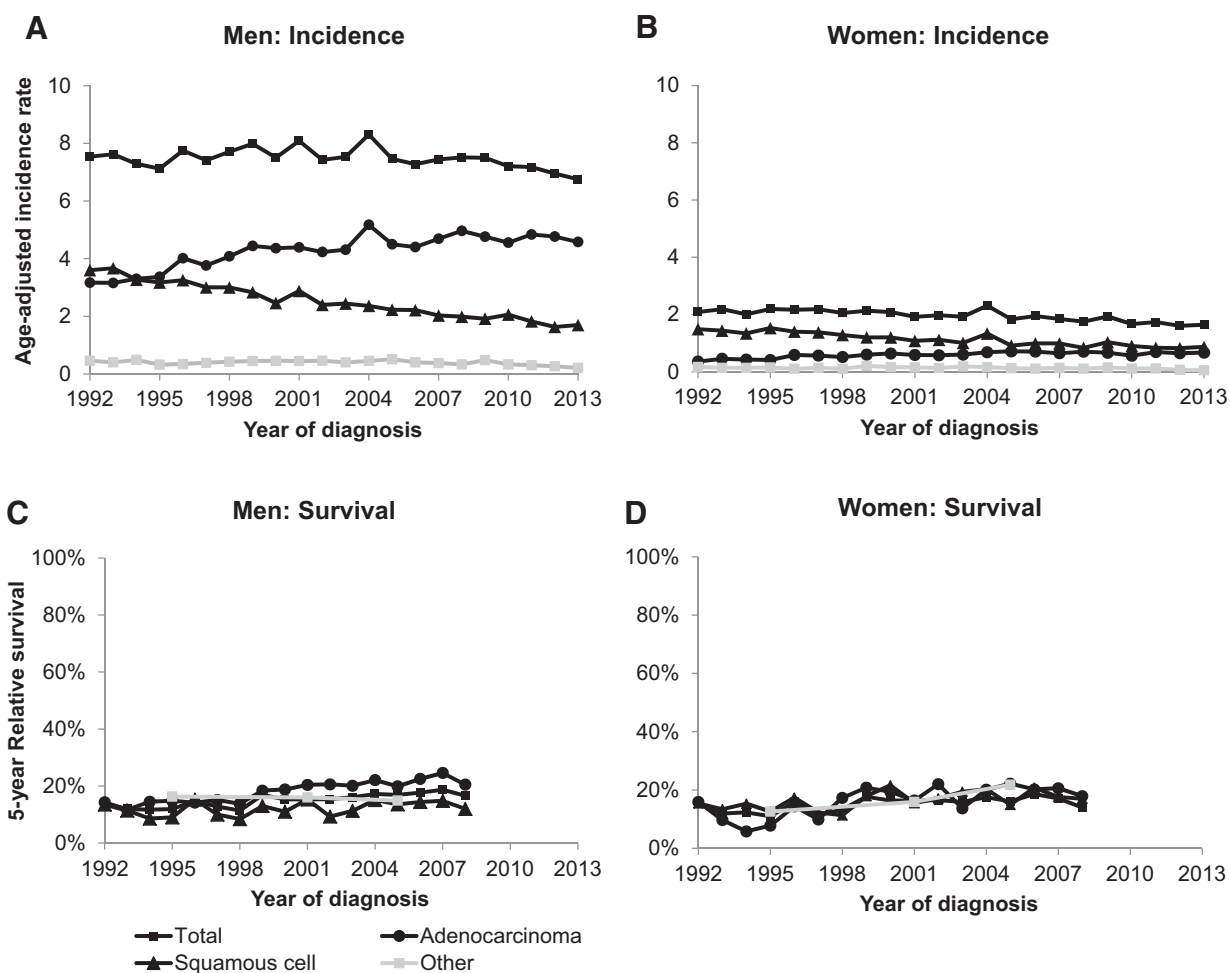 A
Men: Incidence
Age-adjusted incidence rate
10
8
6
4
2
0
1992 1995 1998 2001 2004 2007 2010 2013
Year of diagnosis
B
Women: Incidence
10
8
6
4
2
0
1992 1995 1998 2001 2004 2007 2010 2013
Year of diagnosis
C
Men: Survival
5-year Relative survival
100%
80%
60%
40%
20%
0%
1992 1995 1998 2001 2004 2007 2010 2013
Year of diagnosis
D
Women: Survival
100%
80%
60%
40%
20%
0%
1992 1995 1998 2001 2004 2007 2010 2013
Year of diagnosis
Total Adenocarcinoma
Squamous cell Other